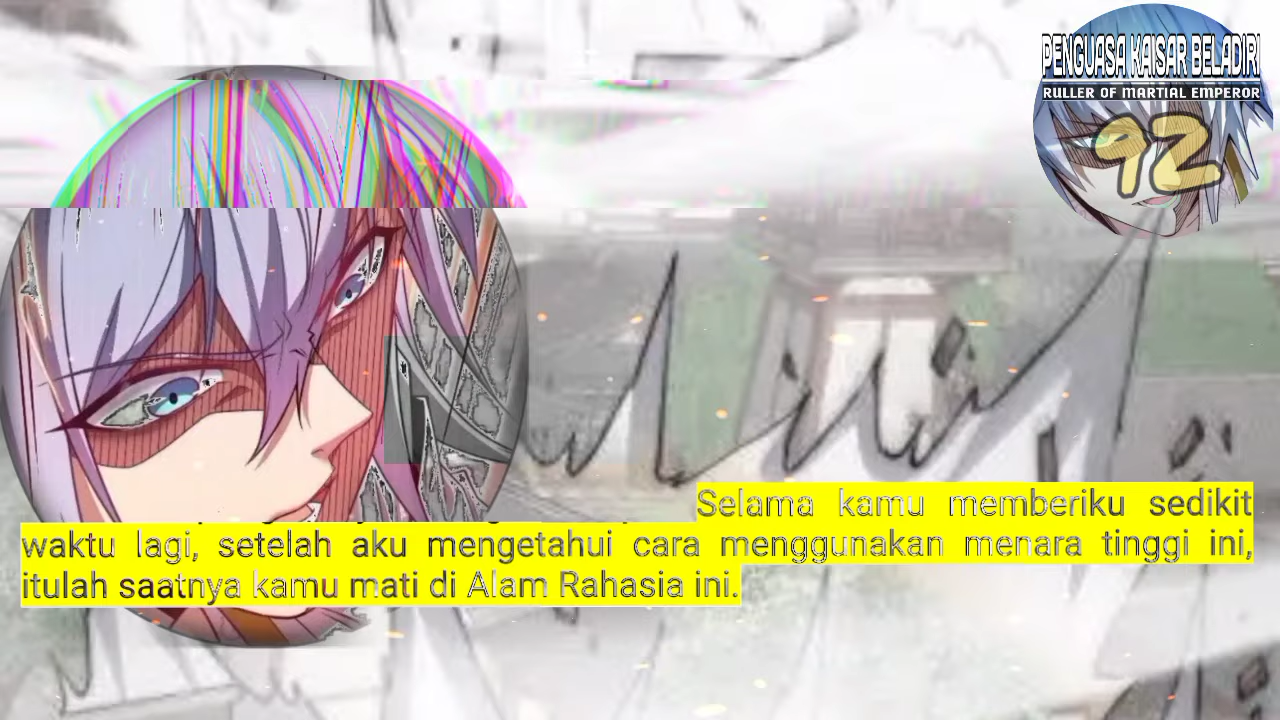 PENGUASA KAISAR BELADIRI
RULLER OF MARTIAL EMPEROR
92
Selama kamu memberiku sedikit
waktu lagi, setelah aku mengetahui cara menggunakan menara tinggi ini,
itulah saatnya kamu mati di Alam Rahasia ini.